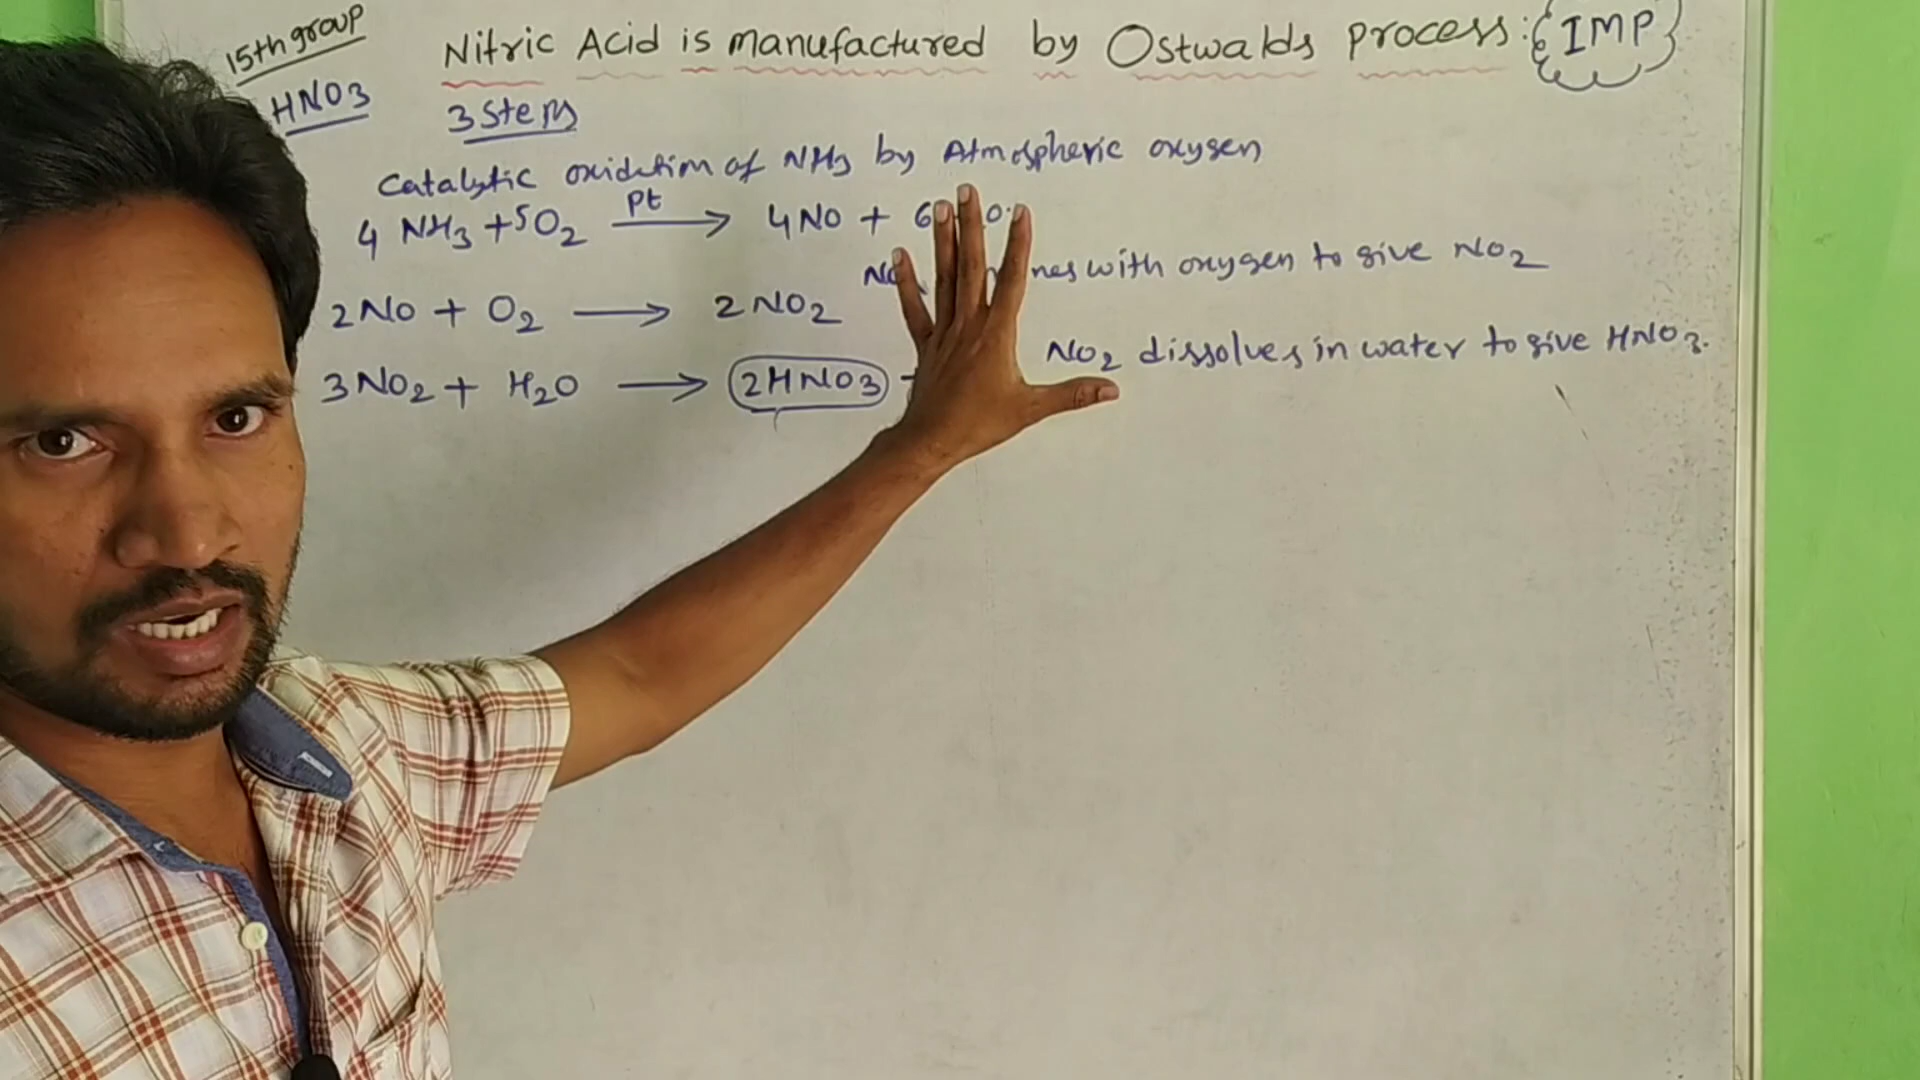 15th group
HNO3
Nitric Acid is manufactured by Ostwalds process: IMP
3 Steps
Catalytic oxidation of NH3 by Atmospheric oxygen
4 NH3 + 5O2 Pt → 4NO + 6
with oxygen to give NO2
2NO + O2 → 2NO2
NO2 dissolves in water to give HNO3.
3NO2 + H2O → 2HNO3 +